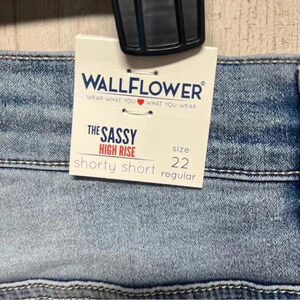 WALLFLOWER®
WEAR WHAT YOU ♥ WHAT YOU WEAR
THE SASSY
HIGH RISE
shorty short
size
22
regular